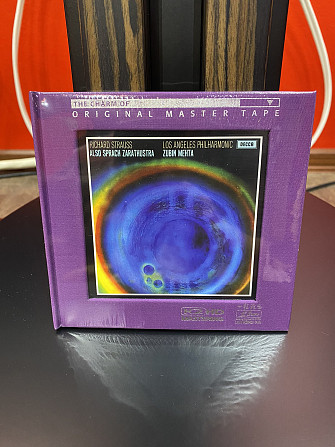 THE CHARM OF
ORIGINAL MASTER TAPE
RICHARD STRAUSS
ALSO SPRACH ZARATHUSTRA
LOS ANGELES PHILHARMONIC
ZUBIN MEHTA
DECCA